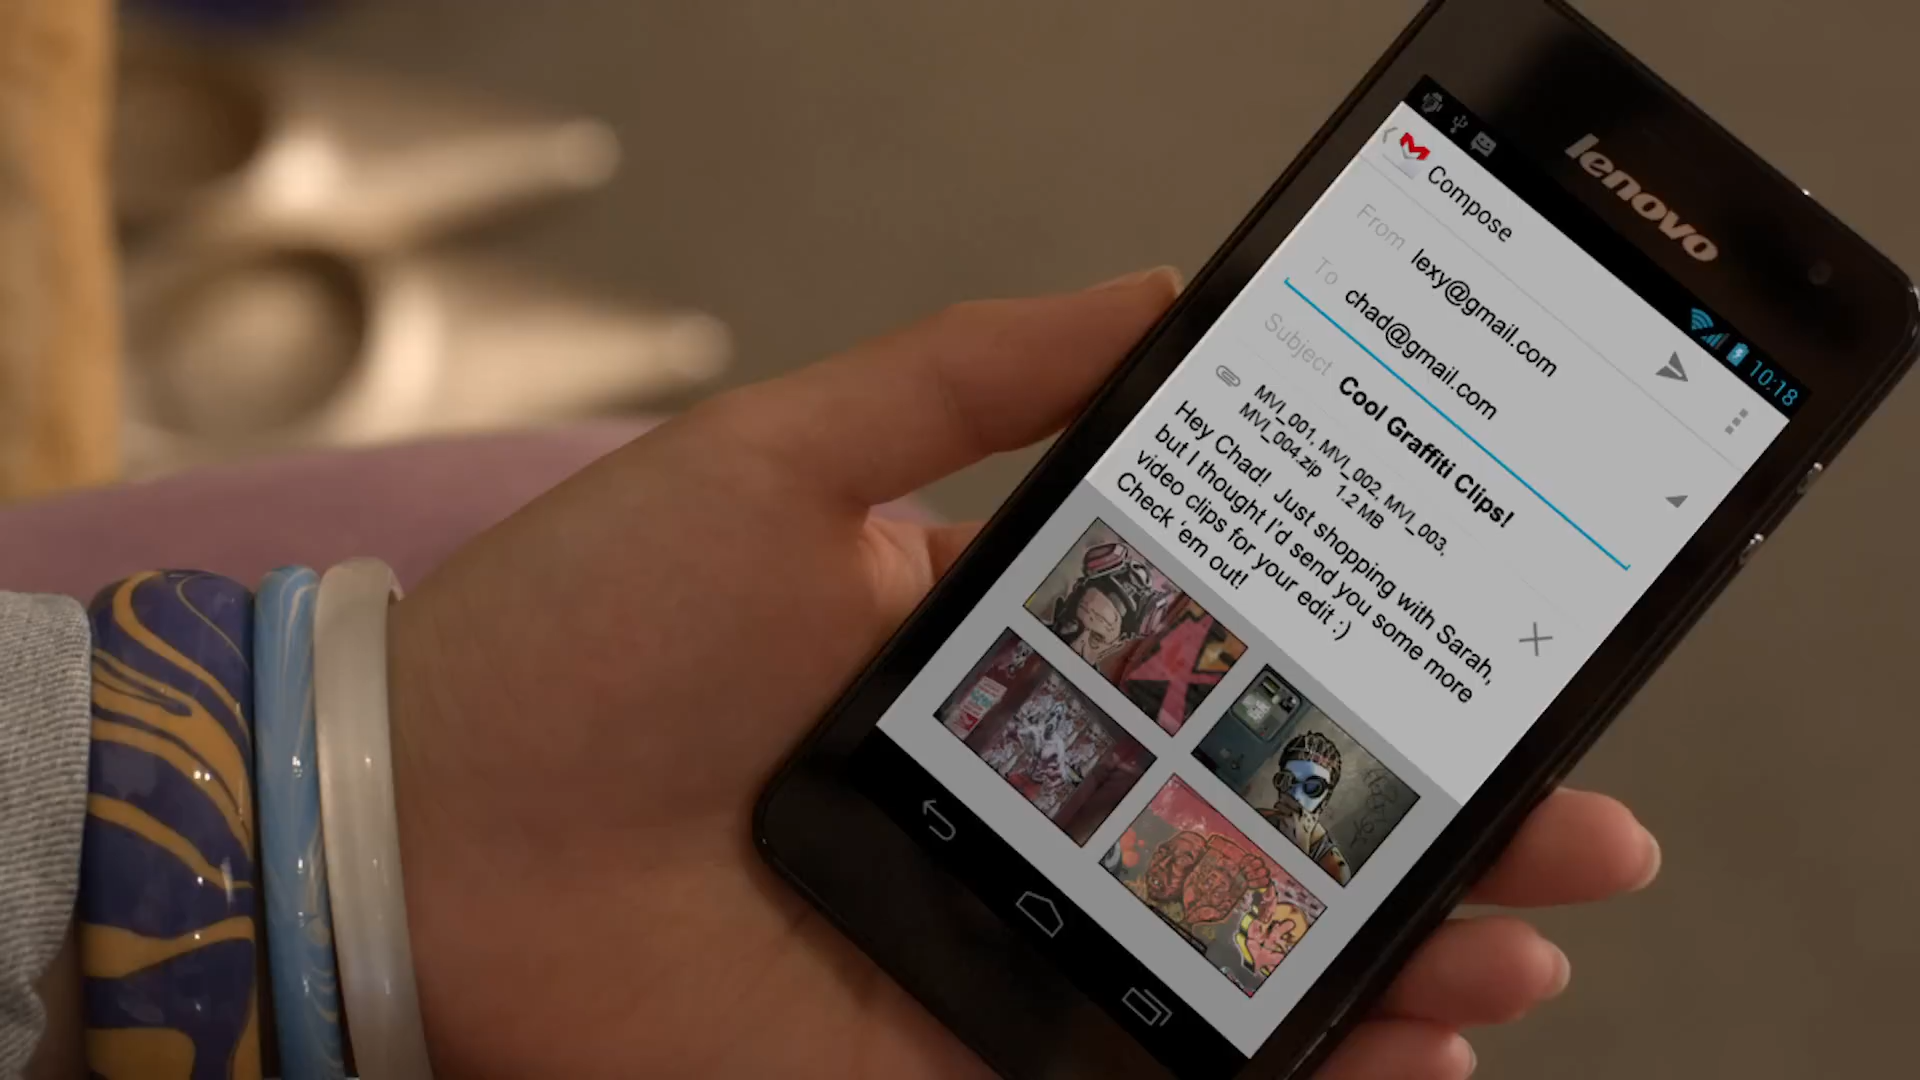 lenovo
10:18
Compose
From lexy@gmail.com
To chad@gmail.com
Subject Cool Graffiti Clips!
MVI_001, MVI_002, MVI_003,
MVI_004.zip 1.2 MB
Hey Chad! Just shopping with Sarah,
but I thought I'd send you some more
video clips for your edit :)
Check ‘em out!